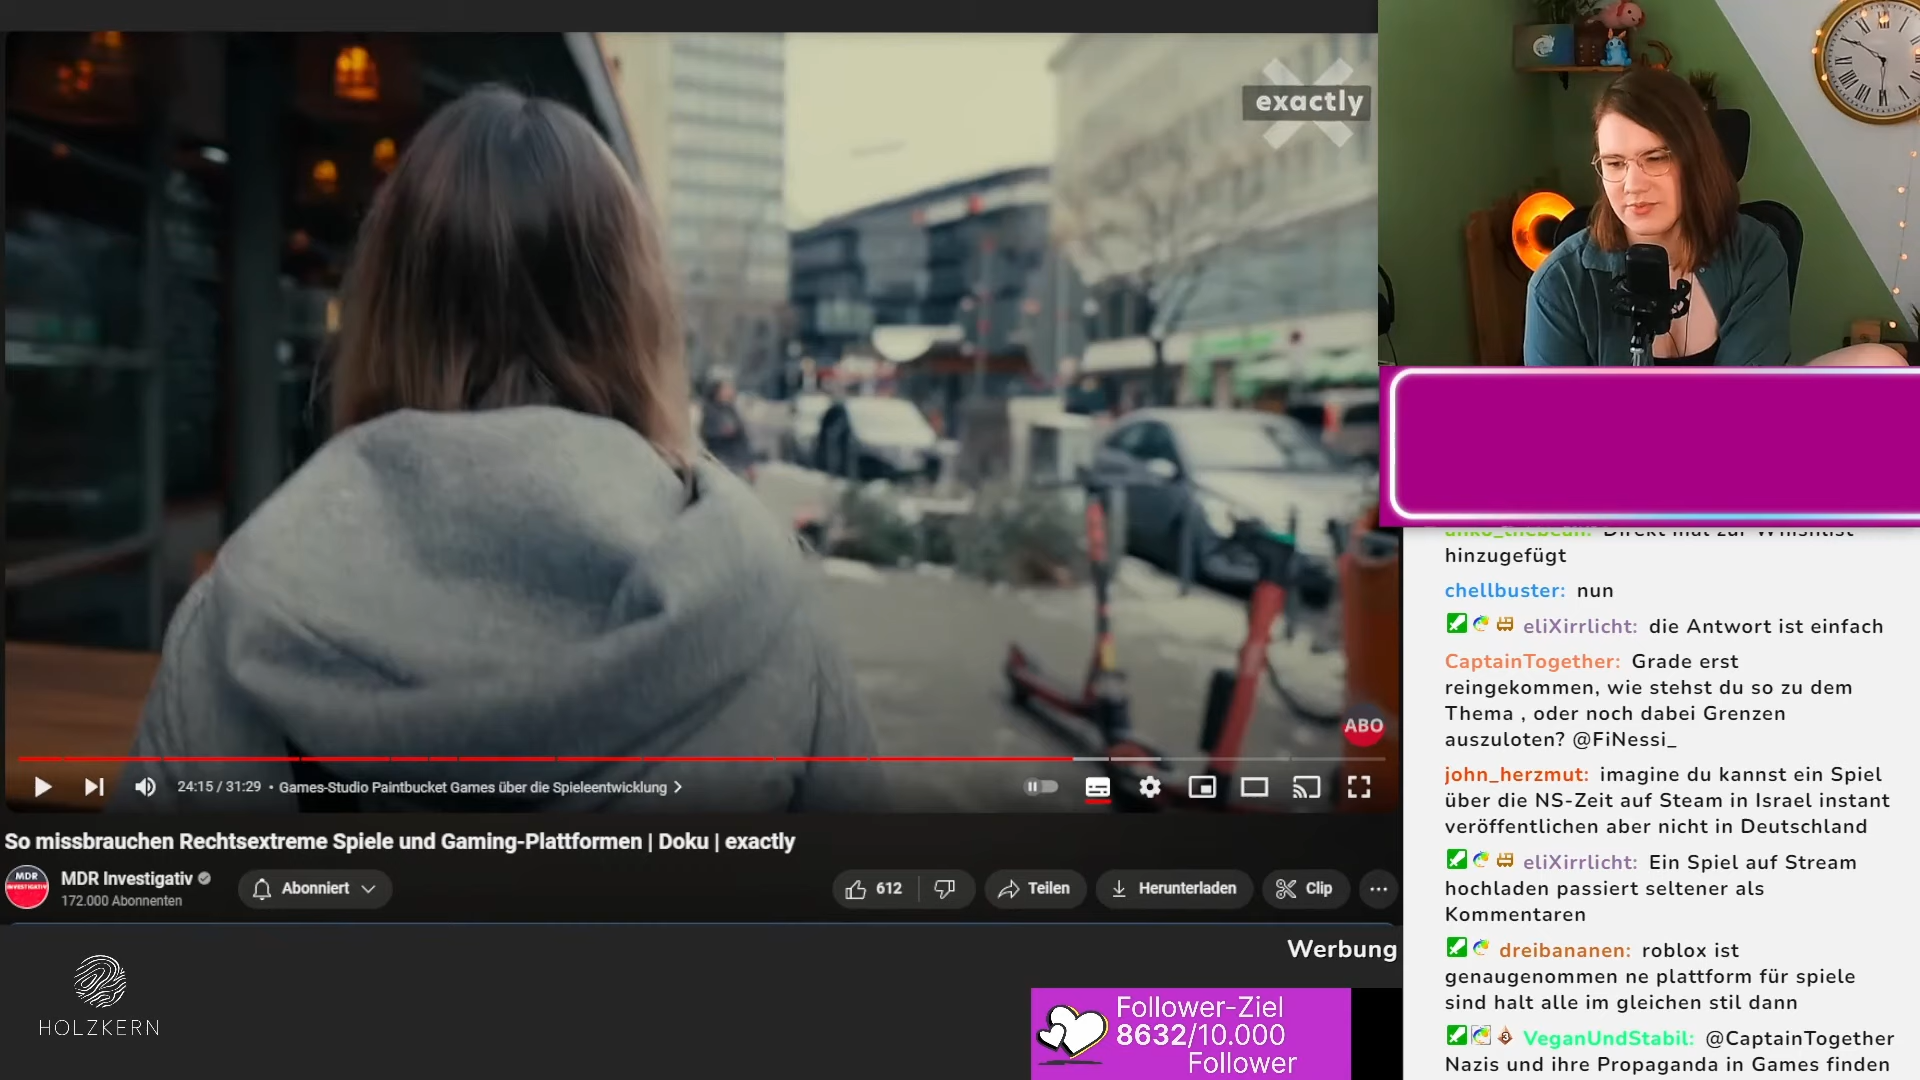 exactly
ABO
24:15 / 31:29 • Games-Studio Paintbucket Games über die Spieleentwicklung
So missbrauchen Rechtsextreme Spiele und Gaming-Plattformen | Doku | exactly
MDR
INVESTIGATIV
MDR Investigativ
172.000 Abonnenten
Abonniert
612
Teilen
Herunterladen
Clip
Werbung
HOLZKERN
Follower-Ziel
8632/10.000
Follower
hinzugefügt
chellbuster: nun
eliXirrlicht: die Antwort ist einfach
CaptainTogether: Grade erst
reingekommen, wie stehst du so zu dem
Thema , oder noch dabei Grenzen
auszuloten? @FiNessi_
john_herzmut: imagine du kannst ein Spiel
über die NS-Zeit auf Steam in Israel instant
veröffentlichen aber nicht in Deutschland
eliXirrlicht: Ein Spiel auf Stream
hochladen passiert seltener als
Kommentaren
dreibananen: roblox ist
genaugenommen ne plattform für spiele
sind halt alle im gleichen stil dann
VeganUndStabil: @CaptainTogether
Nazis und ihre Propaganda in Games finden